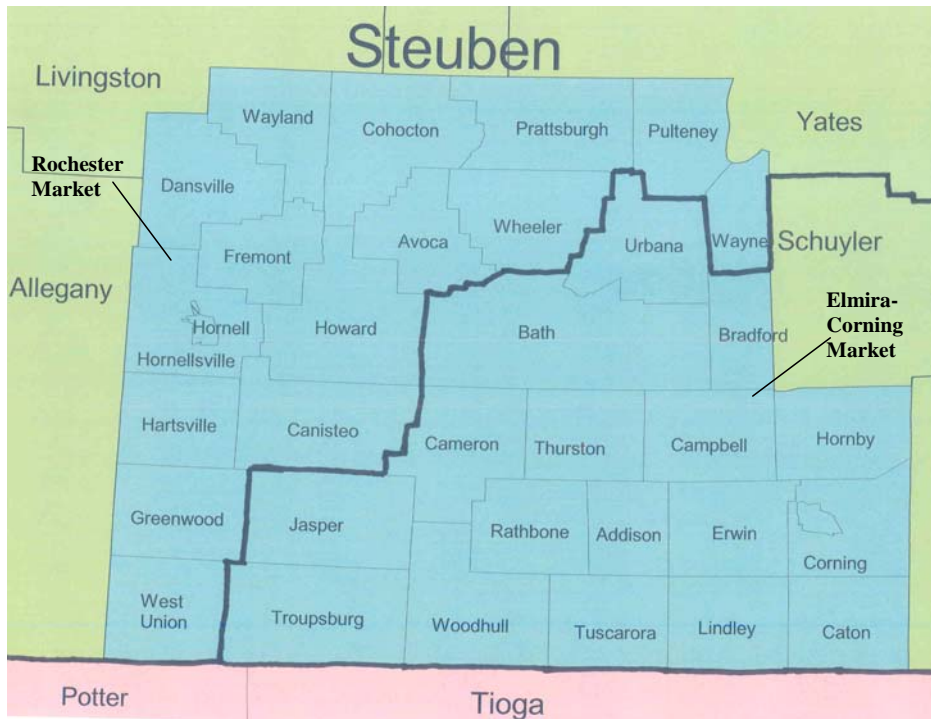 Steuben
Livingston
Wayland
Cohocton
Prattsburgh
Pulteney
Yates
Rochester
Market
Dansville
Fremont
Avoca
Wheeler
Urbana
Wayne
Schuyler
Allegany
Hornell
Howard
Bath
Bradford
Elmira-
Corning
Market
Hornellsville
Hartsville
Canisteo
Cameron
Thurston
Campbell
Hornby
Greenwood
Jasper
Rathbone
Addison
Erwin
Corning
West
Union
Troupsburg
Woodhull
Tuscarora
Lindley
Caton
Potter
Tioga